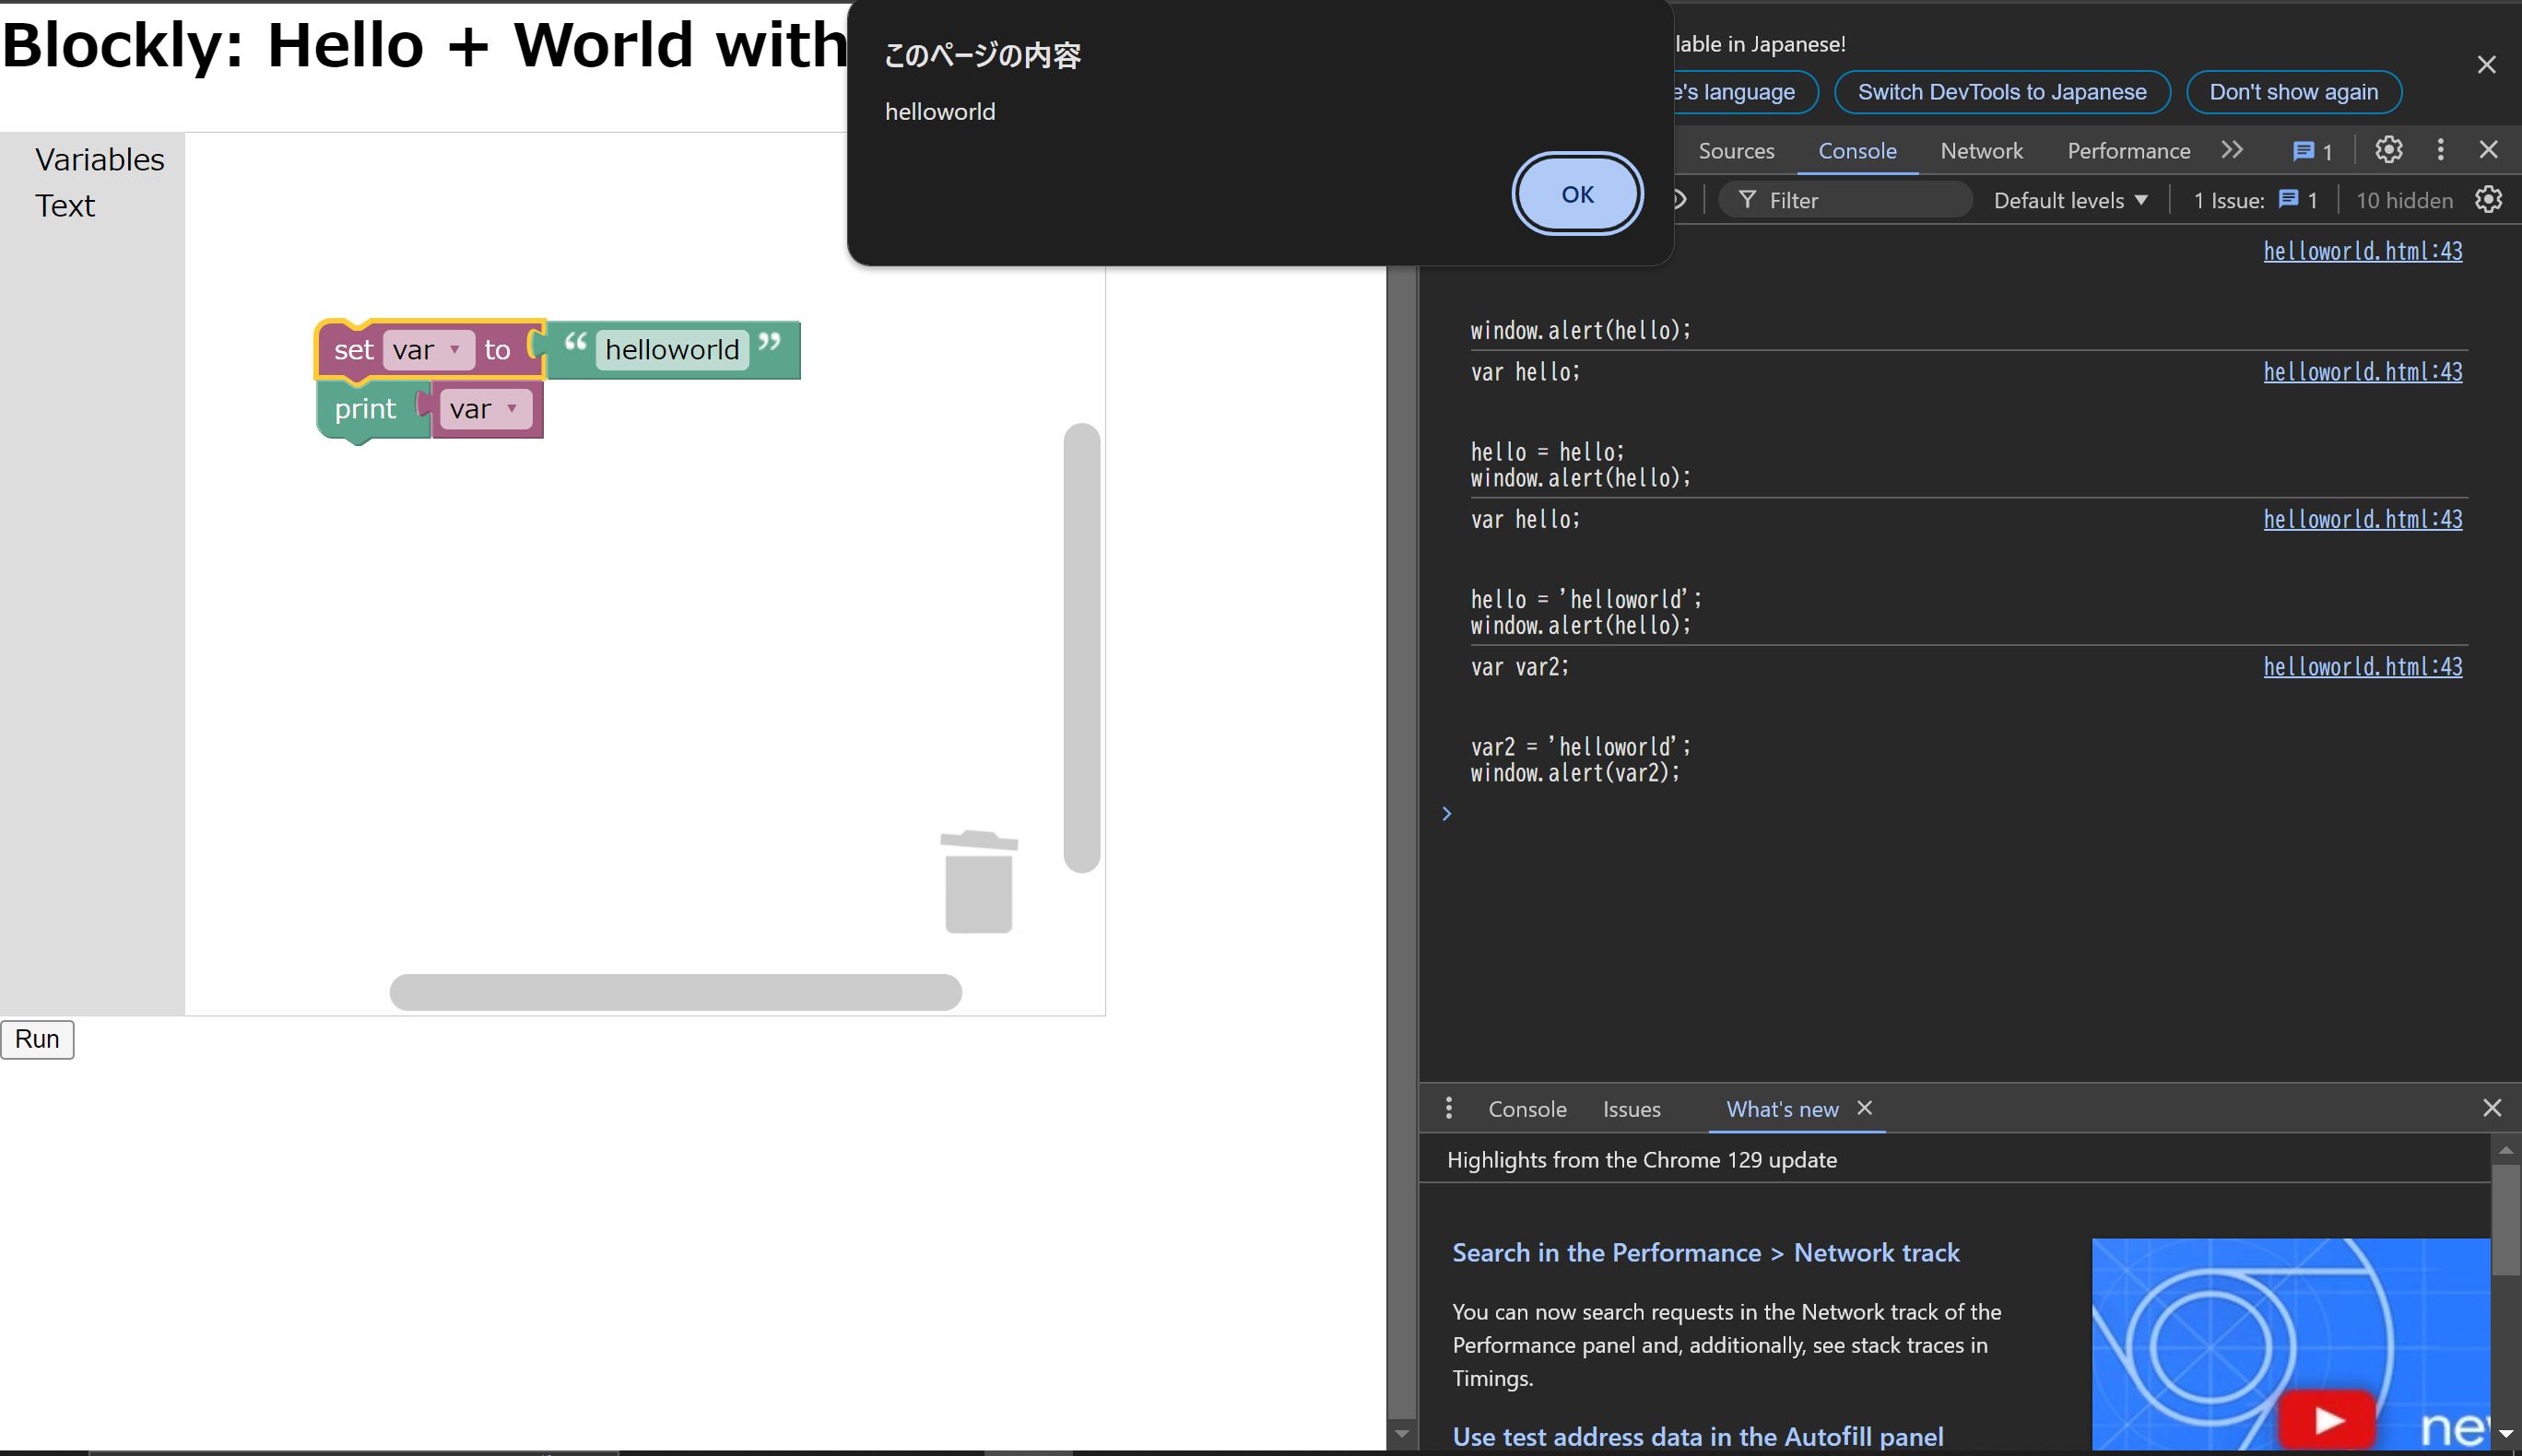 Blockly: Hello + World with
Variables
Text
set var ▾ to “ helloworld ”
print var ▾
Run
このページの内容
helloworld
OK
lable in Japanese!
e's language
Switch DevTools to Japanese
Don't show again
Sources
Console
Network
Performance
1
Filter
Default levels ▼
1 Issue: 1
10 hidden
helloworld.html:43
window.alert(hello);
var hello;
helloworld.html:43
hello = hello;
window.alert(hello);
var hello;
helloworld.html:43
hello = 'helloworld';
window.alert(hello);
var var2;
helloworld.html:43
var2 = 'helloworld';
window.alert(var2);
Console
Issues
What's new
Highlights from the Chrome 129 update
Search in the Performance > Network track
You can now search requests in the Network track of the
Performance panel and, additionally, see stack traces in
Timings.
Use test address data in the Autofill panel
new